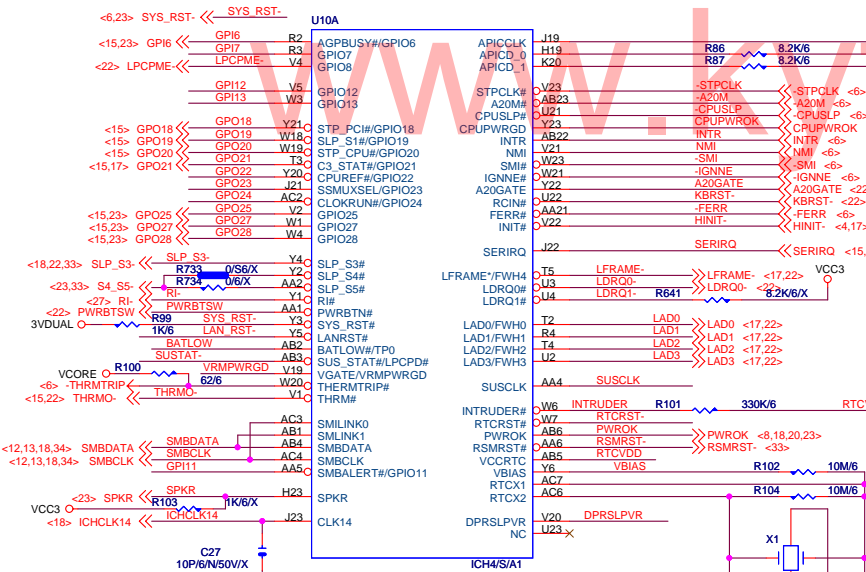 <6,23> SYS_RST- SYS_RST-
U10A
www.ky
<15,23> GPI6 GPI6 R2 AGPBUSY#/GPIO6 APICCLK J19
GPI7 R3 GPIO7 APICD_0 H19 R86 8.2K/6
<22> LPCPME- LPCPME- V4 GPIO8 APICD_1 K20 R87 8.2K/6
GPI12 V5 GPIO12 STPCLK# V23 -STPCLK -STPCLK <6>
GPI13 W3 GPIO13 A20M# AB23 -A20M -A20M <6>
CPUSLP# U21 -CPUSLP -CPUSLP <6>
<15> GPO18 GPO18 Y21 STP_PCI#/GPIO18 CPUPWRGD Y23 CPUPWROK CPUPWROK
<15> GPO19 GPO19 W18 SLP_S1#/GPIO19 INTR AB22 INTR INTR <6>
<15> GPO20 GPO20 W19 STP_CPU#/GPIO20 NMI V21 NMI NMI <6>
<15,17> GPO21 GPO21 T3 C3_STAT#/GPIO21 SMI# W23 -SMI -SMI <6>
GPO22 Y20 CPUREF#/GPIO22 IGNNE# W21 -IGNNE -IGNNE <6>
GPO23 J21 SSMUXSEL/GPIO23 A20GATE Y22 A20GATE A20GATE <22
GPO24 AC2 CLOKRUN#/GPIO24 RCIN# U22 KBRST- KBRST- <22>
<15,23> GPO25 GPO25 V2 GPIO25 FERR# AA21 -FERR -FERR <6>
<15,23> GPO27 GPO27 W1 GPIO27 INIT# V22 HINIT- HINIT- <4,17>
<15,23> GPO28 GPO28 W4 GPIO28
SERIRQ J22 SERIRQ SERIRQ <15,
<18,22,33> SLP_S3- SLP_S3- Y4 SLP_S3#
R733 0/S6/X Y2 SLP_S4# LFRAME*/FWH4 T5 LFRAME- LFRAME- <17,22> VCC3
<23,33> S4_S5- R734 0/6/X AA2 SLP_S5# LDRQ0# U3 LDRQ0- LDRQ0- <22>
<27> RI- RI- Y1 RI# LDRQ1# U4 LDRQ1- R641 8.2K/6/X
<22> PWRBTSW PWRBTSW AA1 PWRBTN#
3VDUAL R99 1K/6 SYS_RST- Y3 SYS_RST# LAD0/FWH0 T2 LAD0 LAD0 <17,22>
LAN_RST- Y5 LANRST# LAD1/FWH1 R4 LAD1 LAD1 <17,22>
BATLOW AB2 BATLOW#/TP0 LAD2/FWH2 T4 LAD2 LAD2 <17,22>
SUSTAT- AB3 SUS_STAT#/LPCPD# LAD3/FWH3 U2 LAD3 LAD3 <17,22>
VCORE R100 62/6 VRMPWRGD V19 VGATE/VRMPWRGD
<6> -THRMTRIP W20 THERMTRIP# SUSCLK AA4 SUSCLK
<15,22> THRMO- THRMO- V1 THRM#
INTRUDER# W6 INTRUDER R101 330K/6 RTCV
AC3 SMILINK0 RTCRST# W7 RTCRST-
AB1 SMLINK1 PWROK AB6 PWROK PWROK <8,18,20,23>
<12,13,18,34> SMBDATA SMBDATA AB4 SMBDATA RSMRST# AA6 RSMRST- RSMRST- <33>
<12,13,18,34> SMBCLK SMBCLK AC4 SMBCLK VCCRTC AB5 RTCVDD
GPI11 AA5 SMBALERT#/GPIO11 VBIAS Y6 VBIAS R102 10M/6
RTCX1 AC7
<23> SPKR SPKR H23 SPKR RTCX2 AC6 R104 10M/6
VCC3 R103 1K/6/X
<18> ICHCLK14 ICHCLK14 J23 CLK14 DPRSLPVR V20 DPRSLPVR
NC U23
X1
C27
10P/6/N/50V/X
ICH4/S/A1